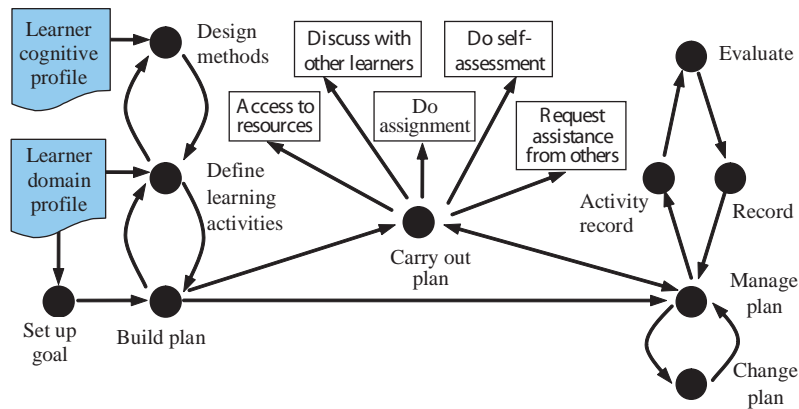 Learner
cognitive
profile
Design
methods
Discuss with
other learners
Do self-
assessment
Evaluate
Access to
resources
Do
assignment
Request
assistance
from others
Learner
domain
profile
Define
learning
activities
Activity
record
Record
Carry out
plan
Manage
plan
Set up
goal
Build plan
Change
plan